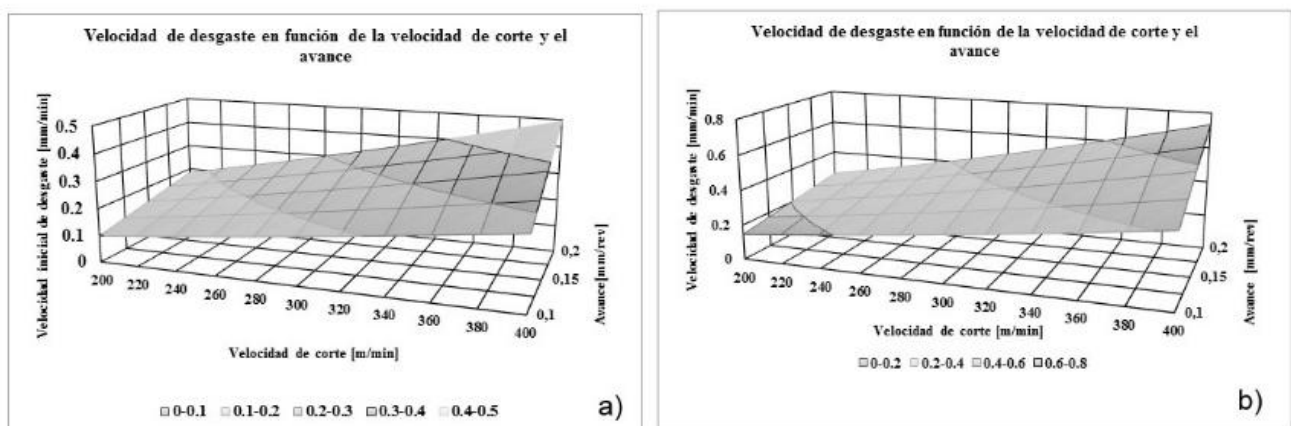 Velocidad de desgaste en función de la velocidad de corte y el
avance
Velocidad inicial de desgaste [mm/min]
0.5
0.4
0.3
0.2
0.1
0
200
220
240
260
280
300
320
340
360
380
400
Velocidad de corte [m/min]
0,2
0,15
0,1
Avance[mm/rev]
0-0.1 0.1-0.2 0.2-0.3 0.3-0.4 0.4-0.5
a)
Velocidad de desgaste en función de la velocidad de corte y el
avance
Velocidad de desgaste [mm/min]
0.8
0.6
0.4
0.2
0
200
220
240
260
280
300
320
340
360
380
400
Velocidad de corte [m/min]
0,2
0,15
0,1
Avance [mm/rev]
0-0.2 0.2-0.4 0.4-0.6 0.6-0.8
b)